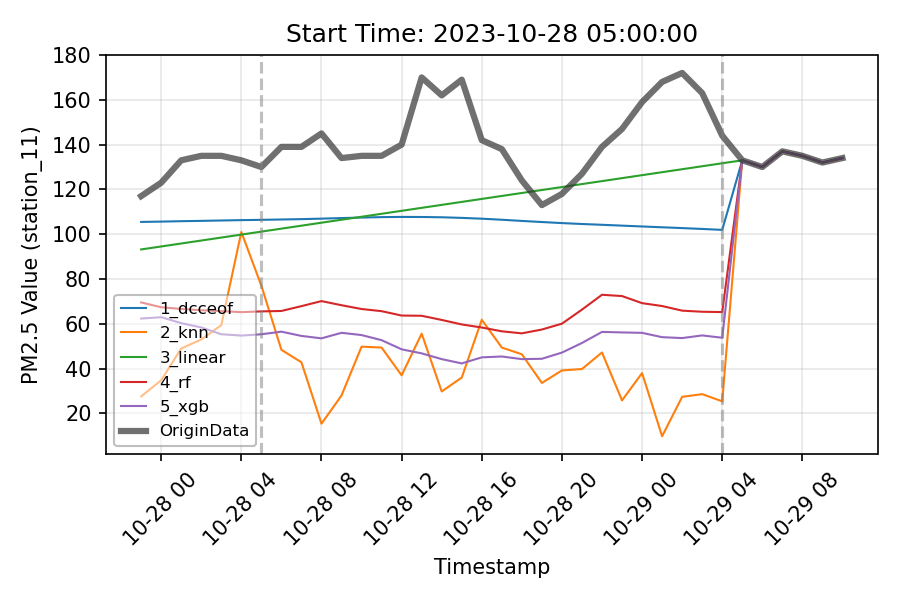 Start Time: 2023-10-28 05:00:00
PM2.5 Value (station_11)
180
160
140
120
100
80
60
40
20
1_dcceof
2_knn
3_linear
4_rf
5_xgb
OriginData
10-28 00
10-28 04
10-28 08
10-28 12
10-28 16
10-28 20
10-29 00
10-29 04
10-29 08
Timestamp